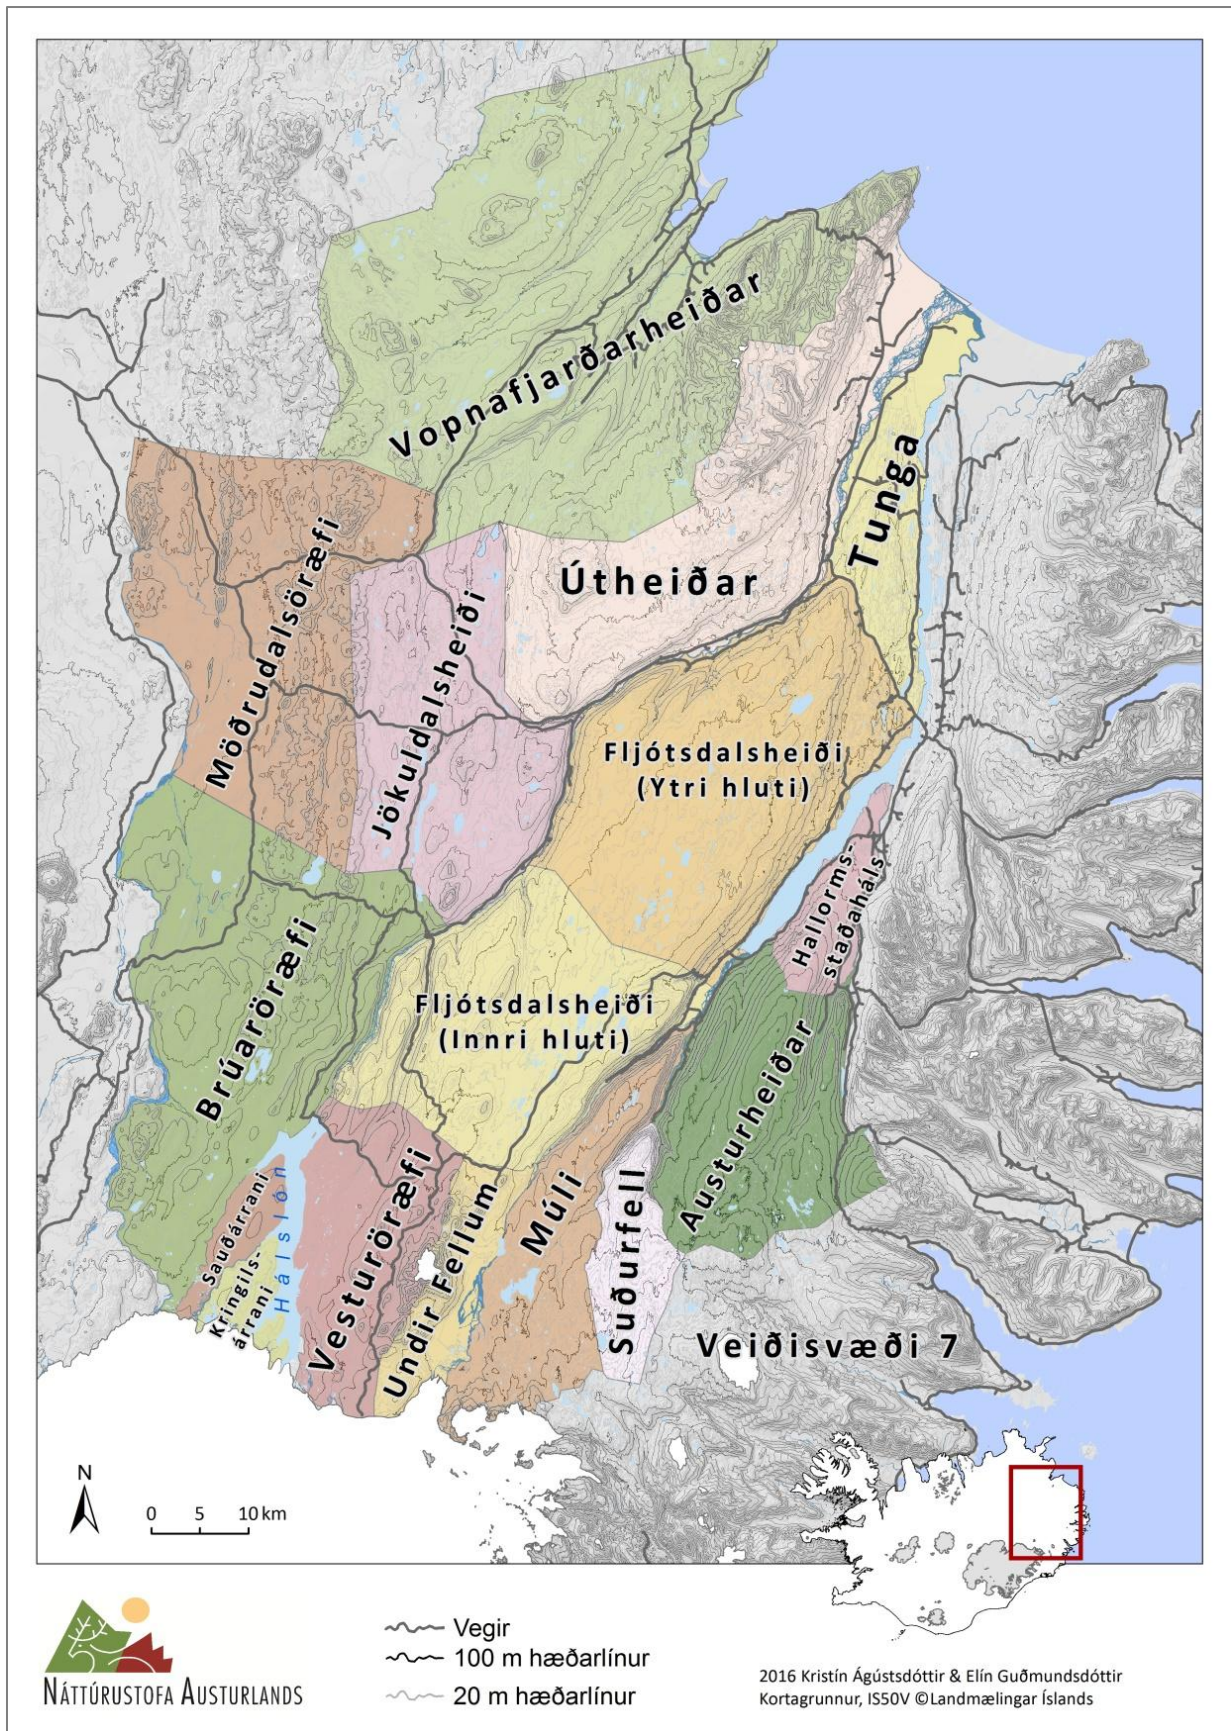 Vopnafjarðarheiðar
Tunga
Útheiðar
Möðrudalsöræfi
Jökuldalsheiði
Fljótsdalsheiði
(Ytri hluti)
Hallorms-
staðaháls
Brúaröræfi
Fljótsdalsheiði
(Innri hluti)
Austurheiðar
Sauðárrani
Kringils-
árrani
Hálslón
Vesturöræfi
Undir Fellum
Múli
Suðurfell
Veiðisvæði 7
N
0 5 10 km
NÁTTÚRUSTOFA AUSTURLANDS
Vegir
100 m hæðarlínur
20 m hæðarlínur
2016 Kristín Ágústsdóttir & Elín Guðmundsdóttir
Kortagrunnur, IS50V ©Landmælingar Íslands